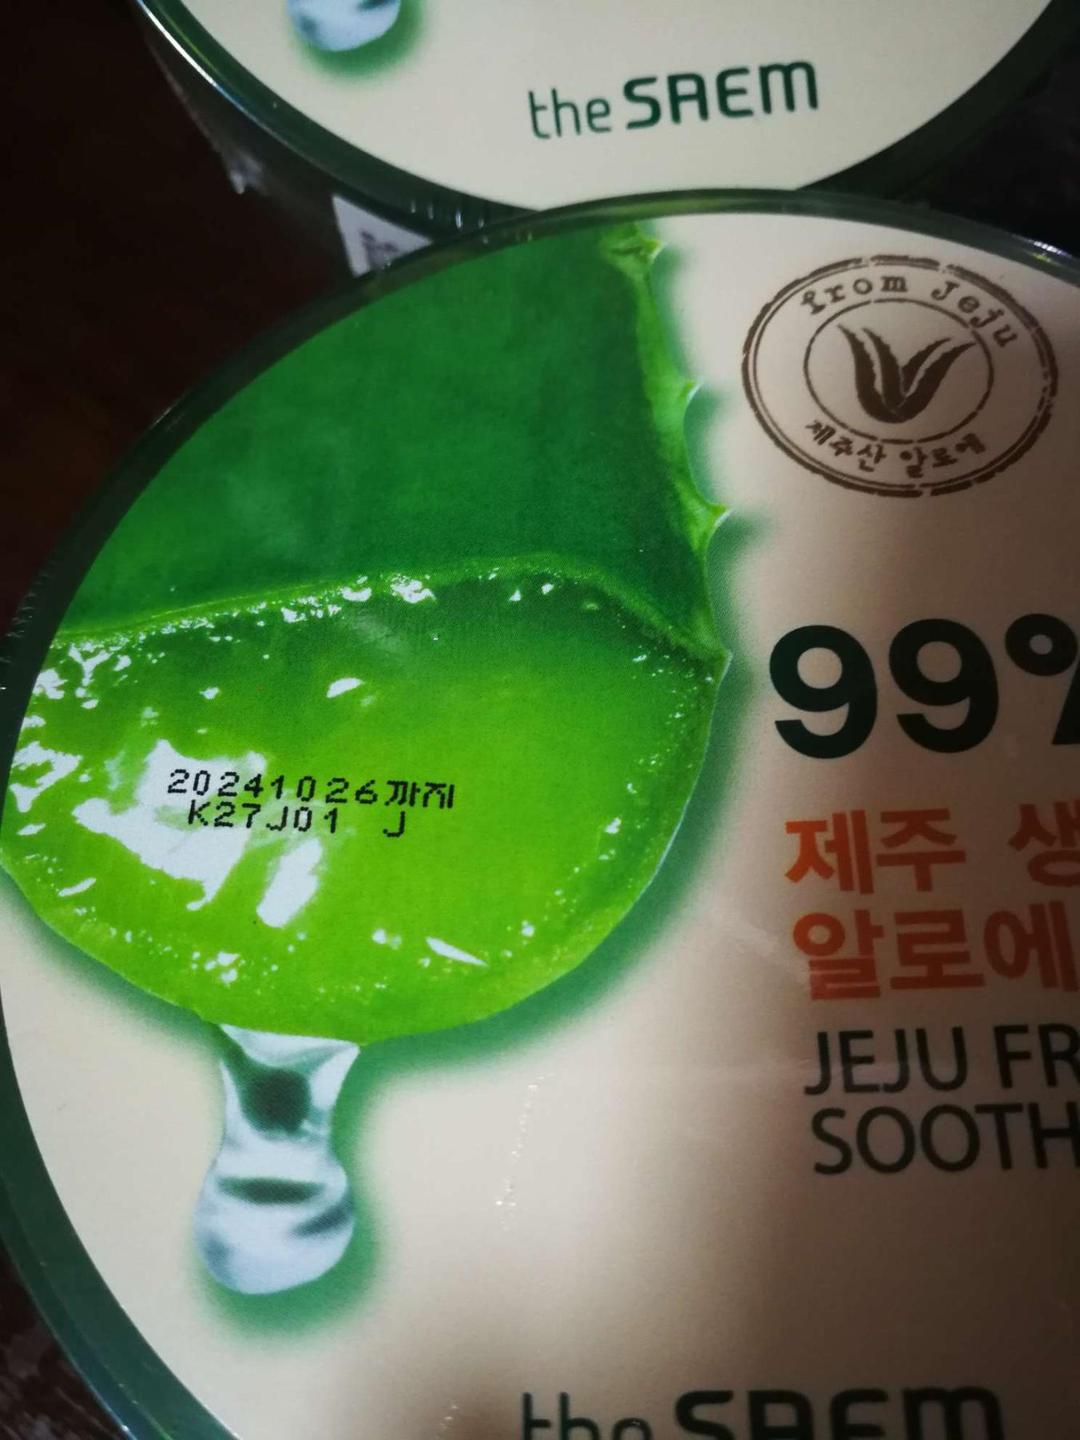 the SAEM
from jeju
제주산 알로에
99%
20241026까지
K27J01 J
제주 생
알로에
JEJU FR
SOOTH
the SAEM